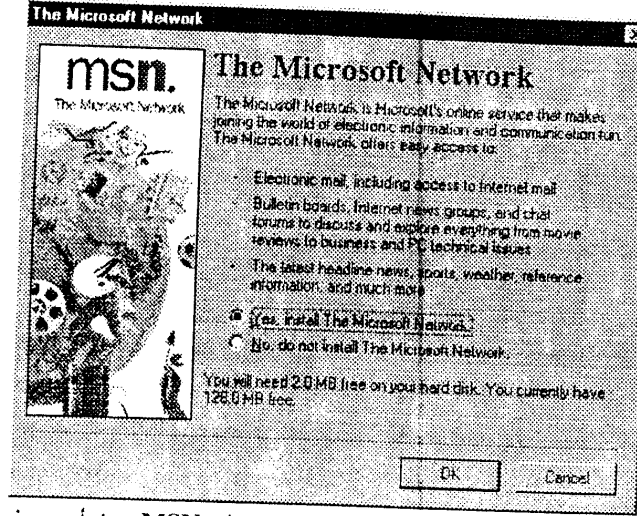 The Microsoft Network
msn.
The Microsoft Network
The Microsoft Network
The Microsoft Network is Microsoft's online service that makes
joining the world of electronic information and communication fun.
The Microsoft Network offers easy access to:
Electronic mail, including access to Internet mail
Bulletin boards, Internet news groups, and chat
forums to discuss and explore everything from movie
reviews to business and PC technical issues
The latest headline news, sports, weather, reference
information, and much more
Yes, install The Microsoft Network.
No, do not install The Microsoft Network.
You will need 2.0 MB free on your hard disk. You currently have
128.0 MB free.
OK
Cancel
MSN